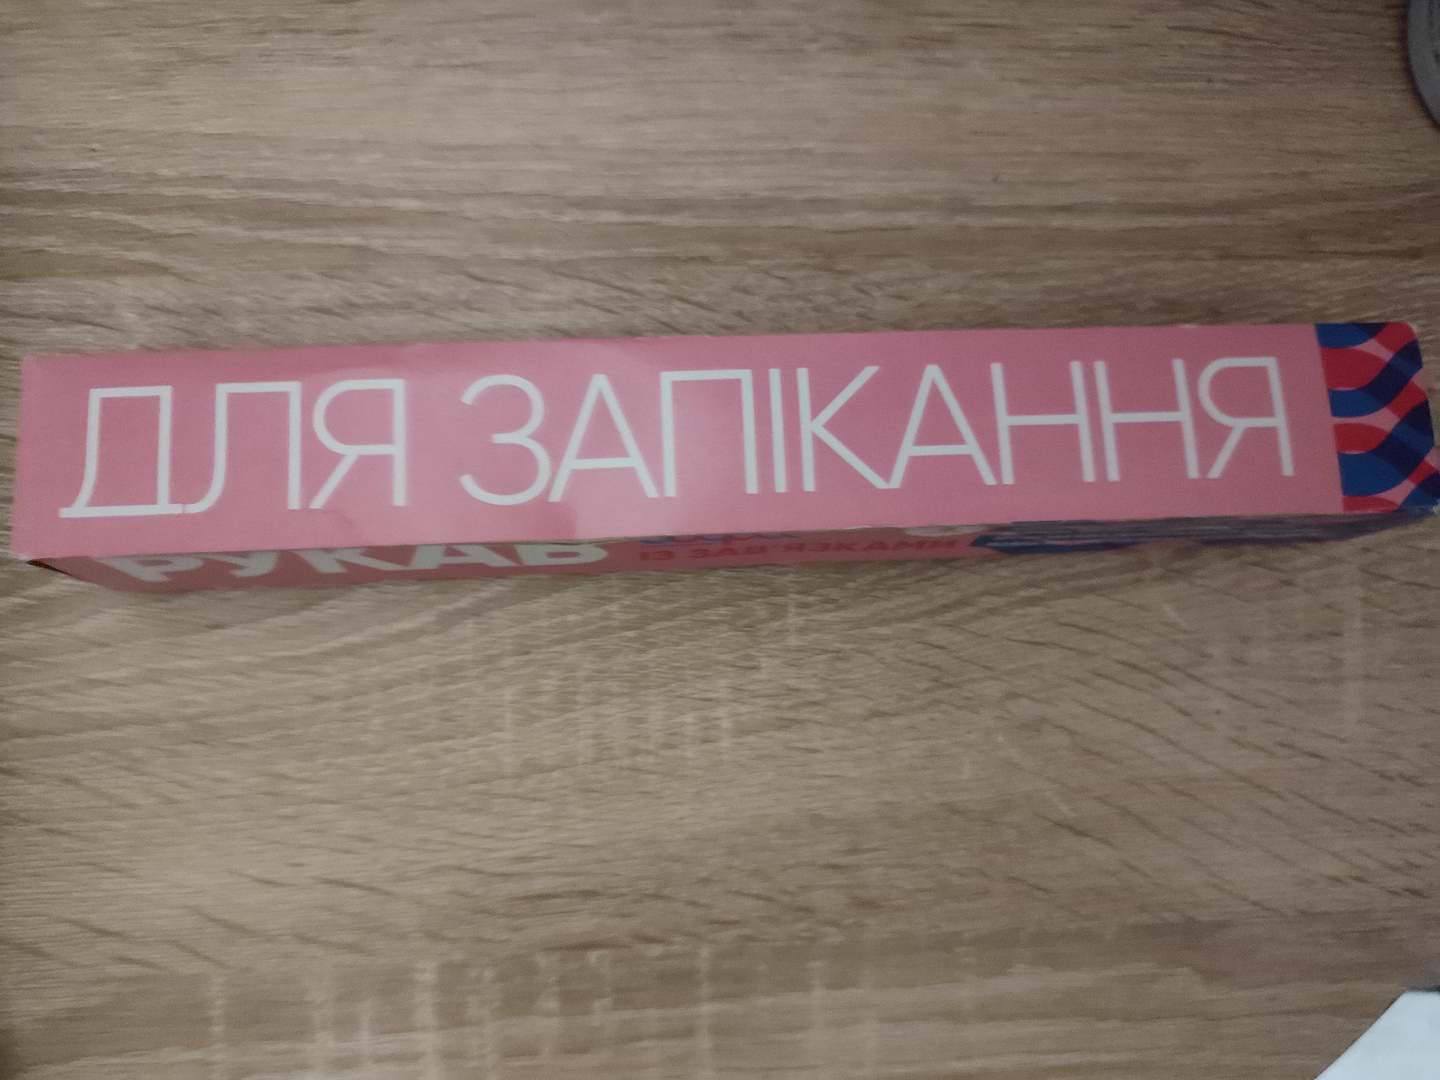 ДЛЯ ЗАПІКАННЯ
РУКАВ
ІЗ ЗАВ'ЯЗКАМИ